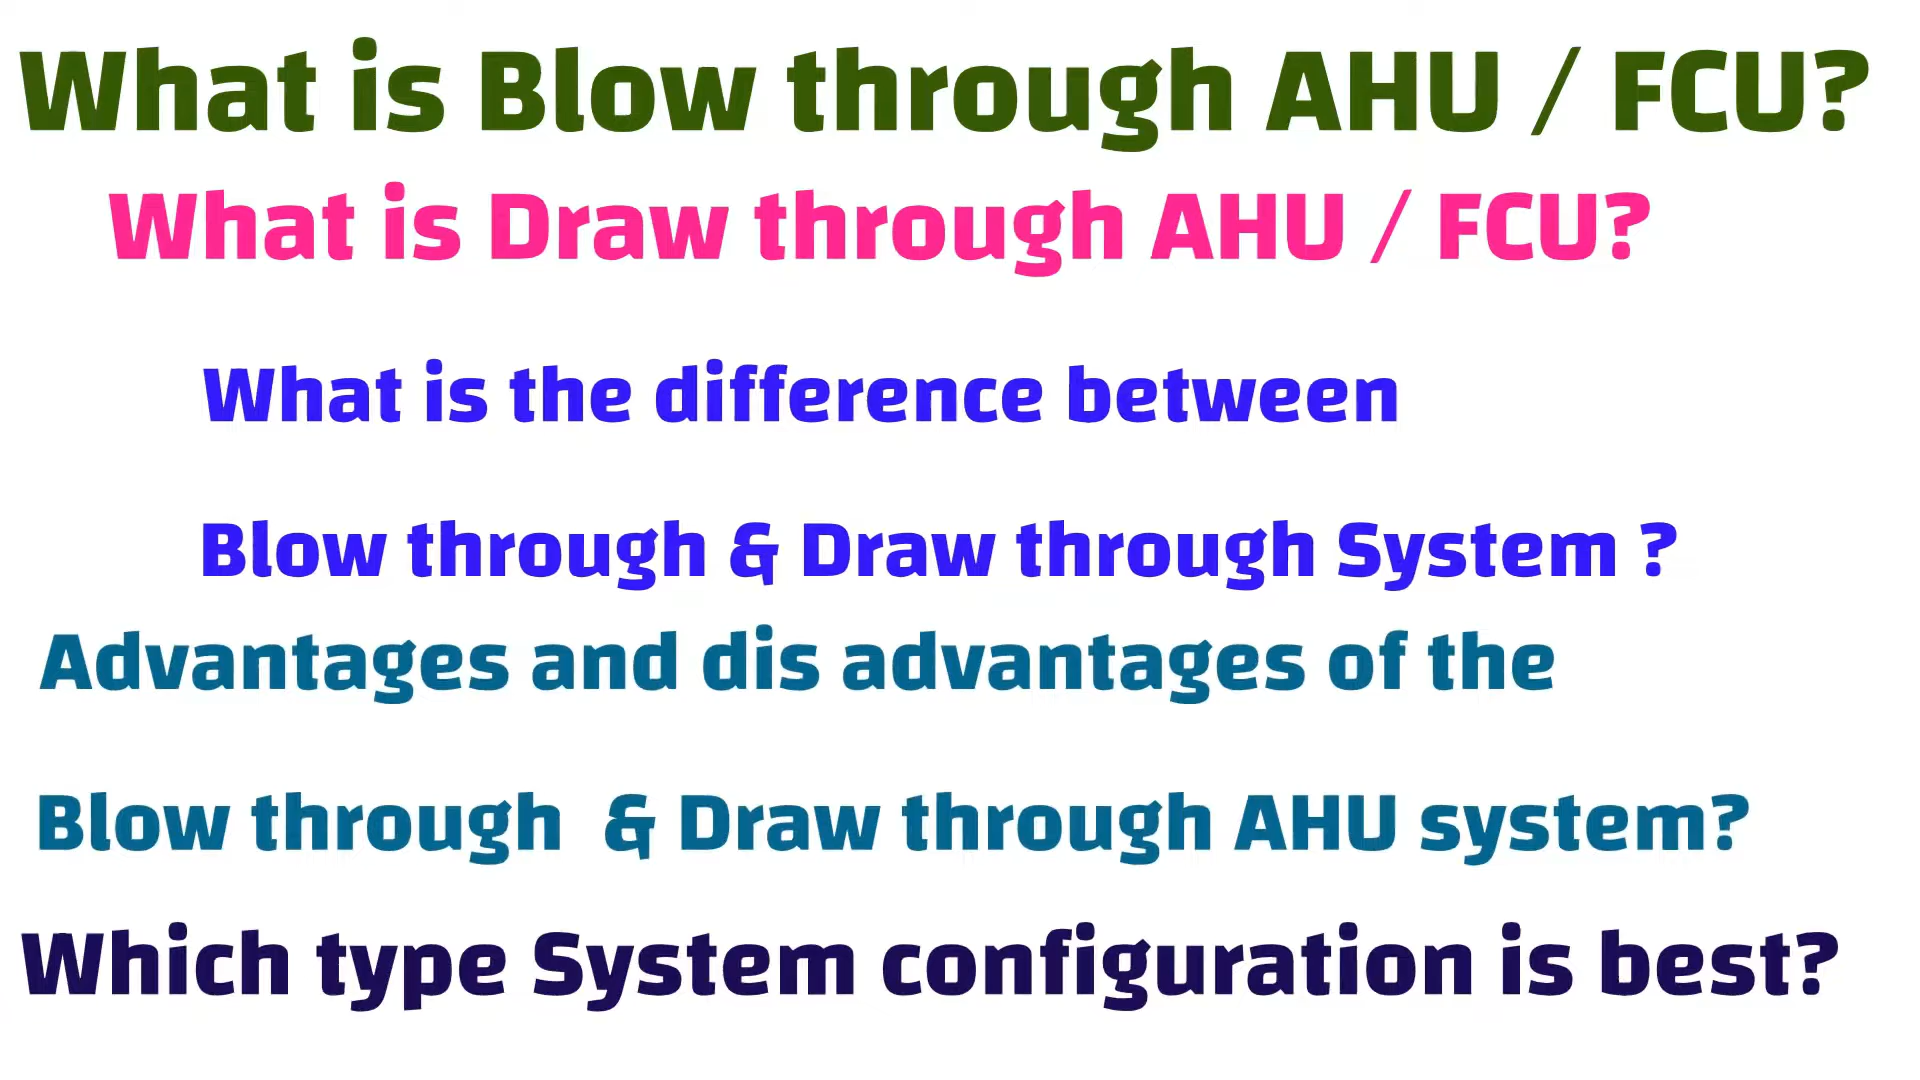 What is Blow through AHU / FCU?
What is Draw through AHU / FCU?
What is the difference between
Blow through & Draw through System ?
Advantages and dis advantages of the
Blow through & Draw through AHU system?
Which type System configuration is best?